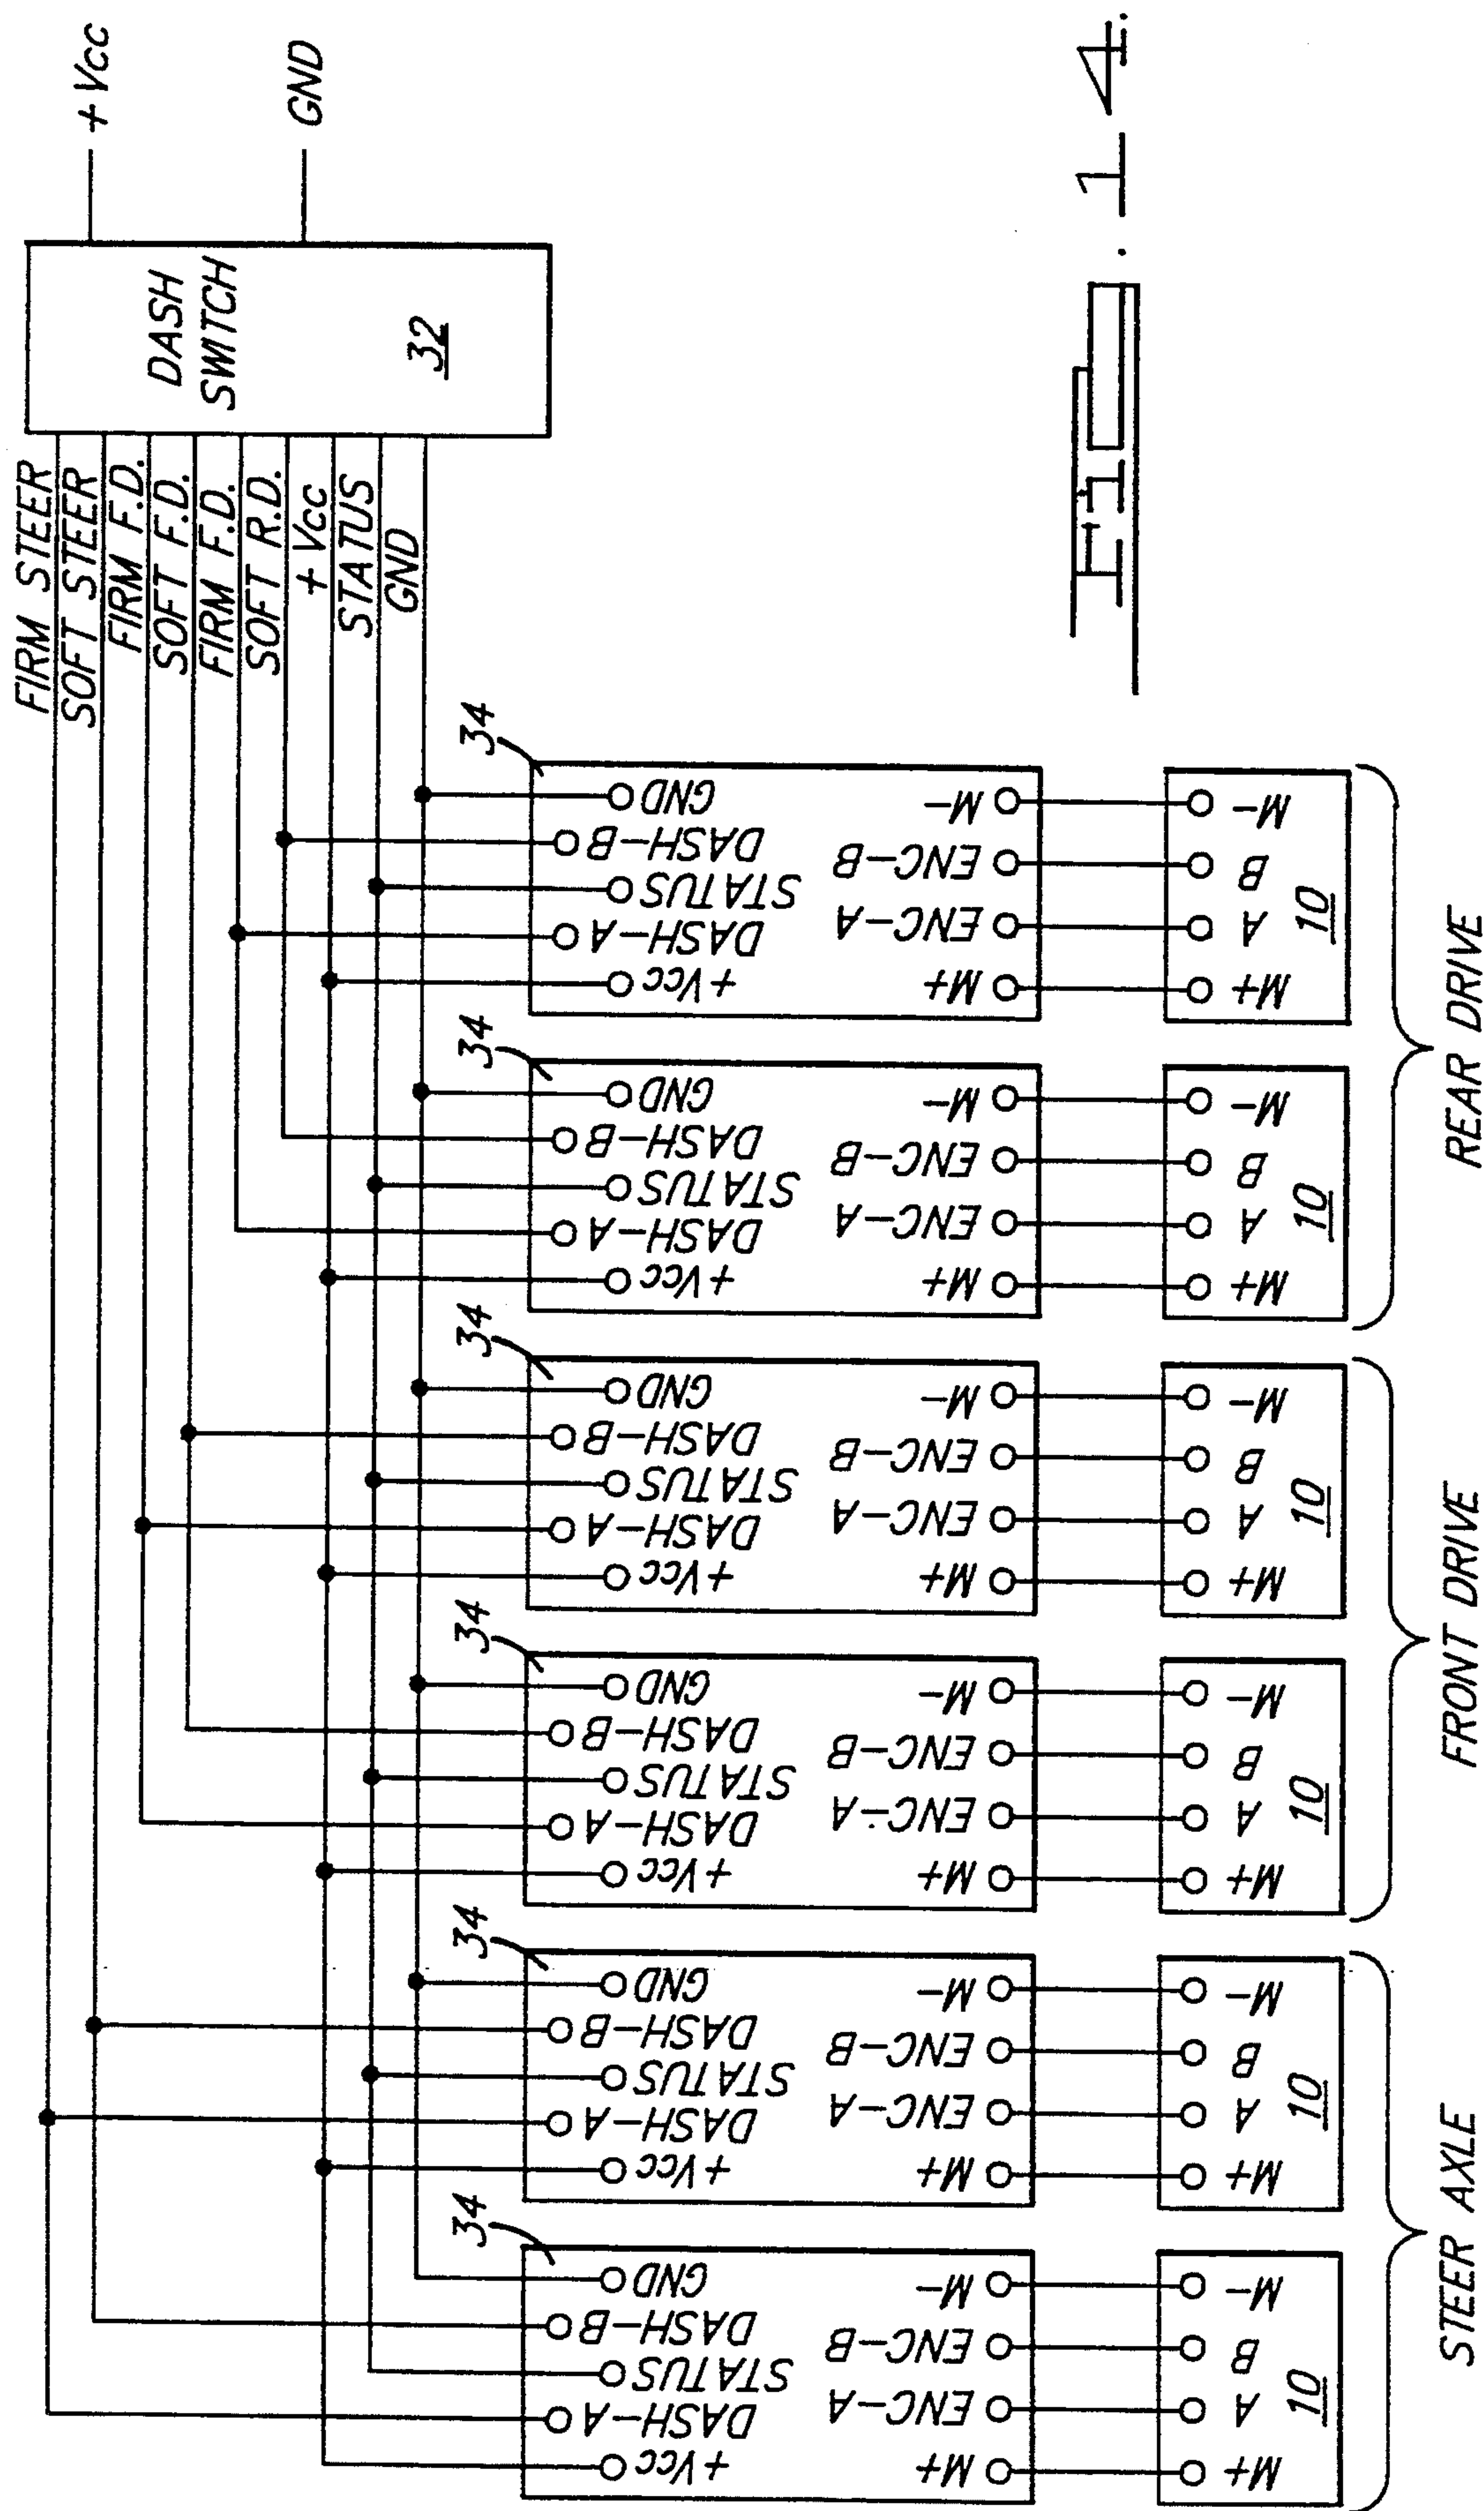 +Vcc
GND
DASH
SWITCH
32
FIRM STEER
SOFT STEER
FIRM F.D.
SOFT F.D.
FIRM F.D.
SOFT R.D.
+Vcc
STATUS
GND
34
GND
DASH-B
STATUS
DASH-A
+Vcc
M-
ENC-B
ENC-A
M+
M-
B
A
M+
10
34
GND
DASH-B
STATUS
DASH-A
+Vcc
M-
ENC-B
ENC-A
M+
M-
B
A
M+
10
REAR DRIVE
34
GND
DASH-B
STATUS
DASH-A
+Vcc
M-
ENC-B
ENC-A
M+
M-
B
A
M+
10
34
GND
DASH-B
STATUS
DASH-A
+Vcc
M-
ENC-B
ENC-A
M+
M-
B
A
M+
10
FRONT DRIVE
34
GND
DASH-B
STATUS
DASH-A
+Vcc
M-
ENC-B
ENC-A
M+
M-
B
A
M+
10
34
GND
DASH-B
STATUS
DASH-A
+Vcc
M-
ENC-B
ENC-A
M+
M-
B
A
M+
10
STEER AXLE
Fig. 14.